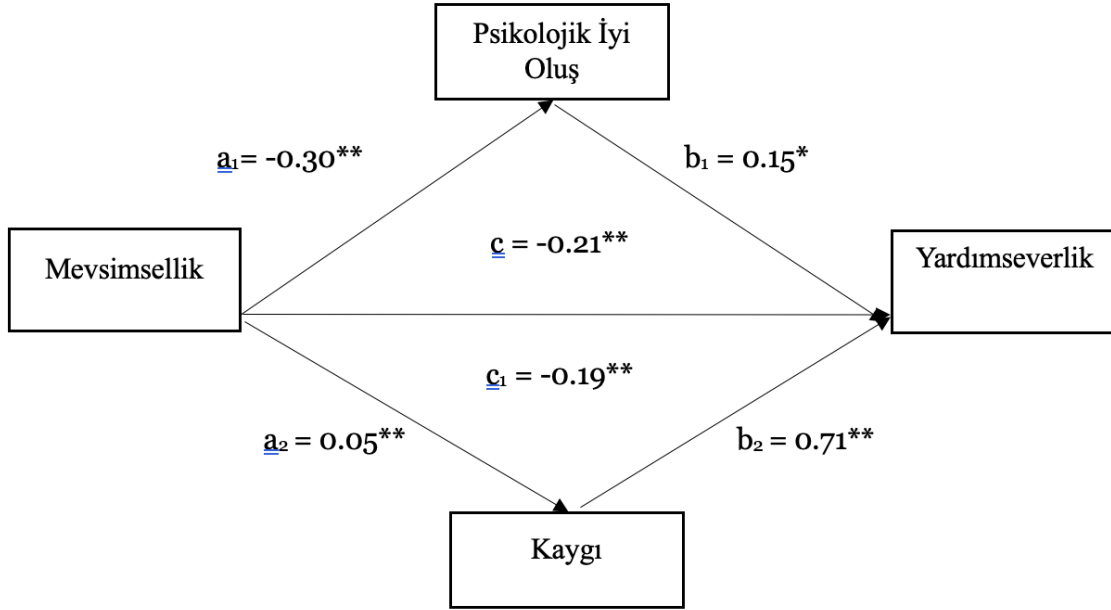 Psikolojik İyi
Oluş
a₁= -0.30**
b₁ = 0.15*
c = -0.21**
Mevsimsellik
Yardımseverlik
c₁ = -0.19**
a₂ = 0.05**
b₂ = 0.71**
Kaygı